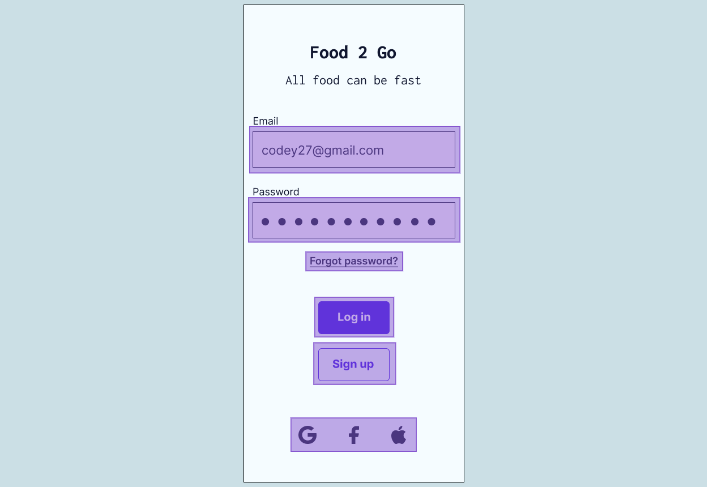 Food 2 Go
All food can be fast
Email
codey27@gmail.com
Password
Forgot password?
Log in
Sign up